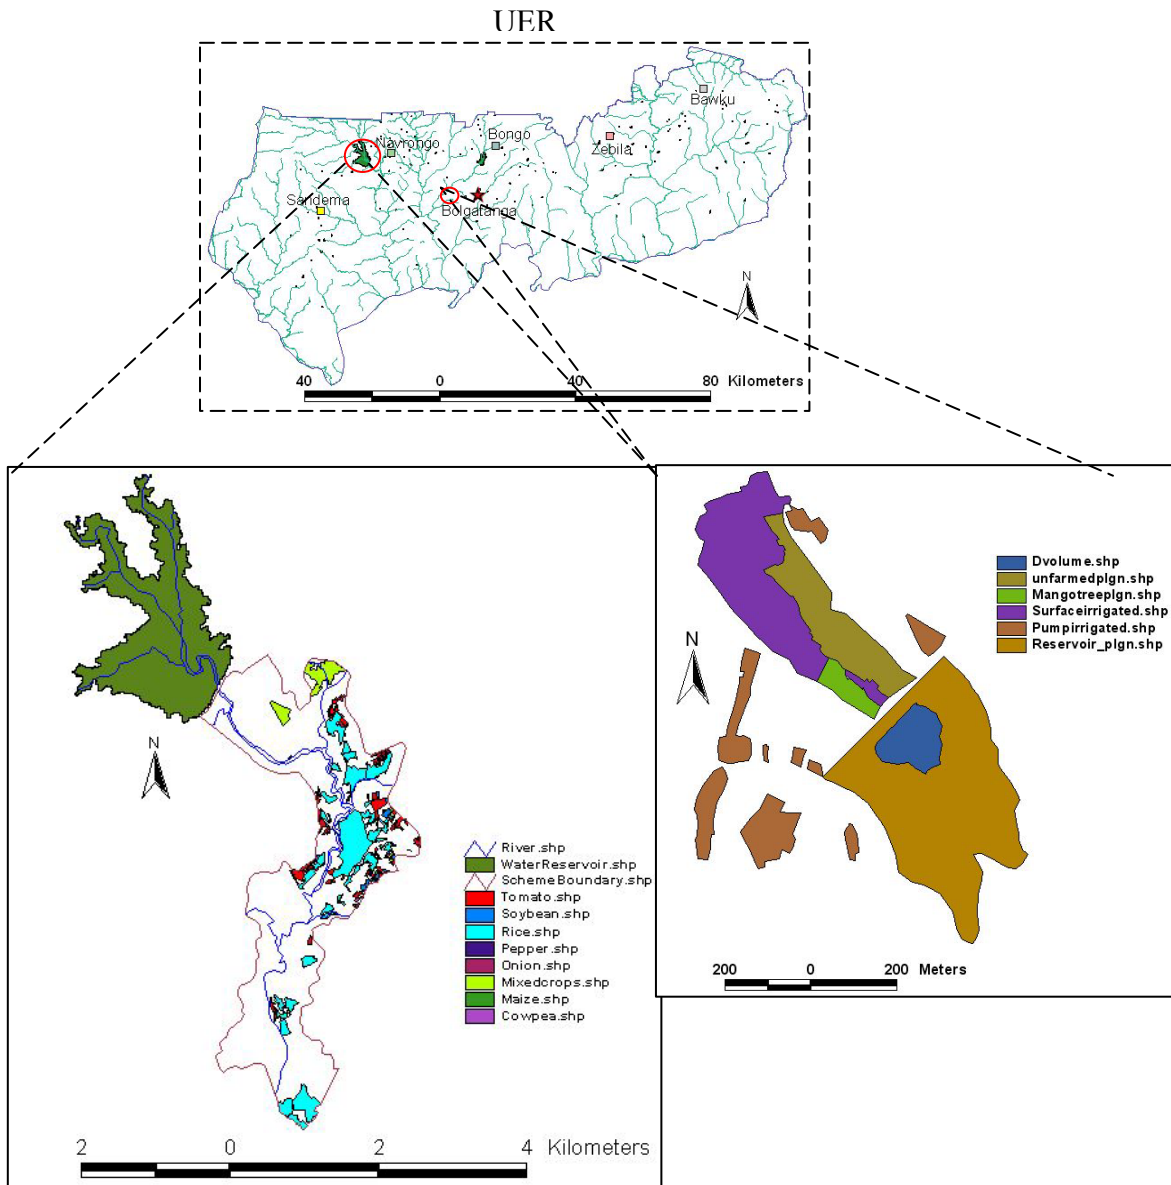 UER
Bawku
Zebila
Bongo
Navrongo
Sandema
Bolgatanga
N
40 0 40 80 Kilometers
Dvolume.shp
unfarmedplgn.shp
Mangotreeplgn.shp
Surfaceirrigated.shp
Pumpirrigated.shp
Reservoir_plgn.shp
N
200 0 200 Meters
N
River.shp
WaterReservoir.shp
SchemeBoundary.shp
Tomato.shp
Soybean.shp
Rice.shp
Pepper.shp
Onion.shp
Mixedcrops.shp
Maize.shp
Cowpea.shp
2 0 2 4 Kilometers